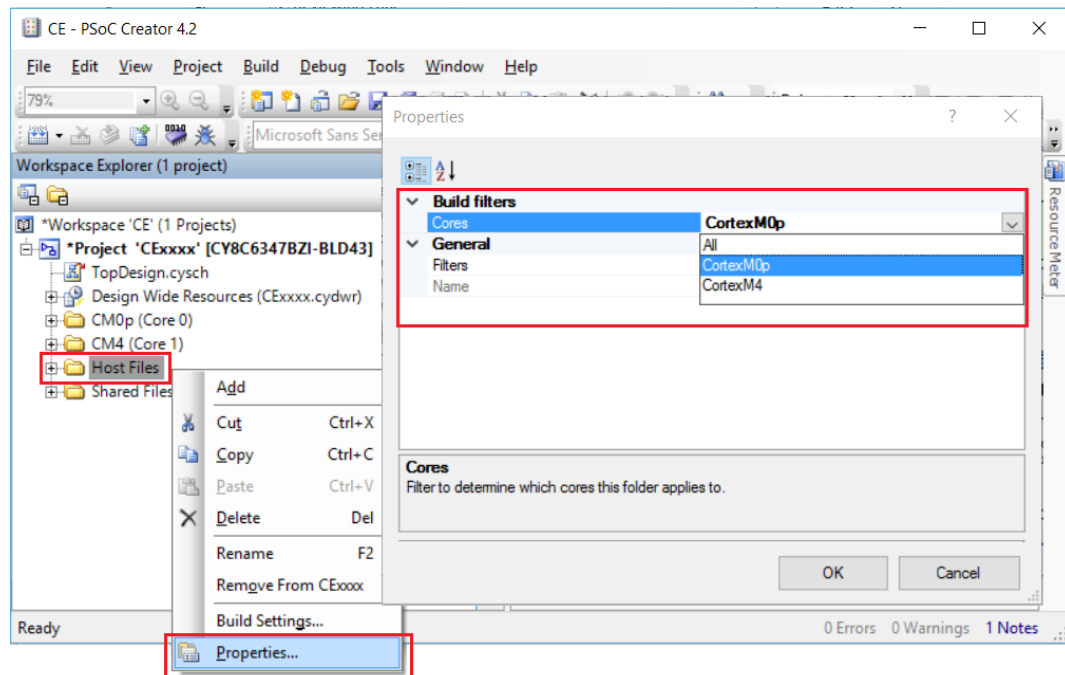 CE - PSoC Creator 4.2
File Edit View Project Build Debug Tools Window Help
79%
Microsoft Sans Ser
Workspace Explorer (1 project)
*Workspace 'CE' (1 Projects)
*Project 'CExxxx' [CY8C6347BZI-BLD43]
TopDesign.cysch
Design Wide Resources (CExxxx.cydwr)
CM0p (Core 0)
CM4 (Core 1)
Host Files
Shared Files
Add
Cut Ctrl+X
Copy Ctrl+C
Paste Ctrl+V
Delete Del
Rename F2
Remove From CExxxx
Build Settings...
Properties...
Properties
Build filters
Cores CortexM0p
General All
Filters CortexM0p
Name CortexM4
Cores
Filter to determine which cores this folder applies to.
OK Cancel
Resource Meter
Ready 0 Errors 0 Warnings 1 Notes